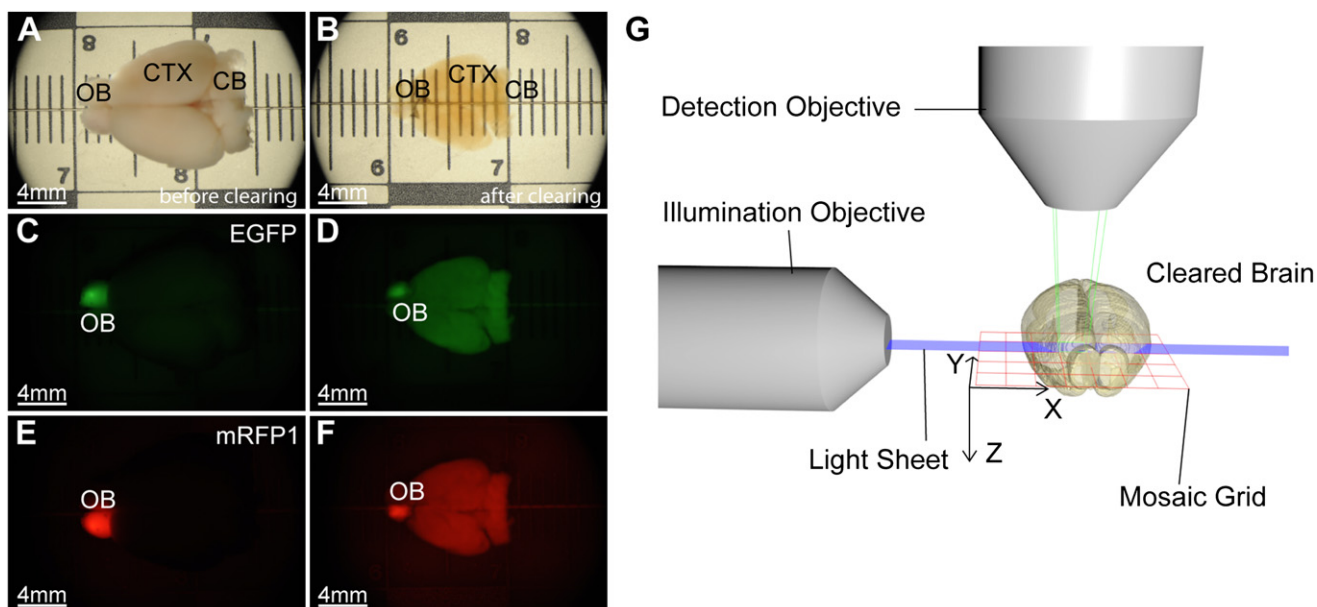 A
8
7
OB
CTX
CB
7
8
4mm
before clearing
B
6
8
OB
CTX
CB
6
7
4mm
after clearing
C
EGFP
OB
4mm
D
OB
4mm
E
mRFP1
OB
4mm
F
OB
4mm
G
Detection Objective
Illumination Objective
Cleared Brain
Y
X
Light Sheet
Z
Mosaic Grid